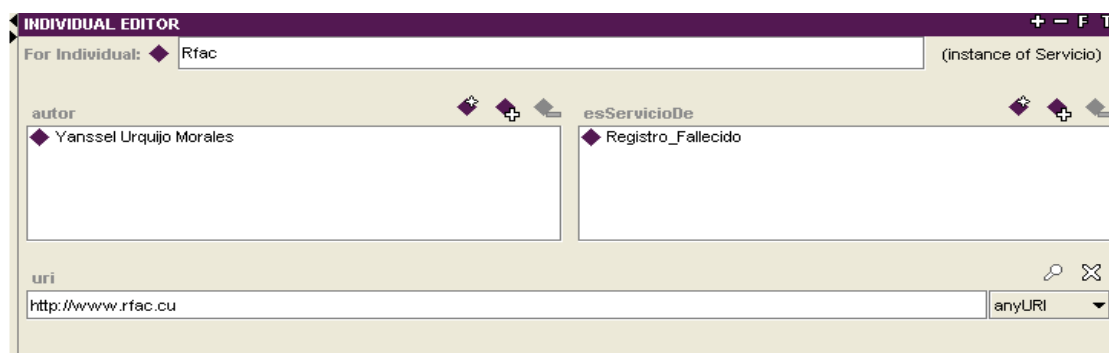 INDIVIDUAL EDITOR + − F T
For Individual: Rfac (instance of Servicio)
autor esServicioDe
Yanssel Urquijo Morales Registro_Fallecido
uri
http://www.rfac.cu anyURI